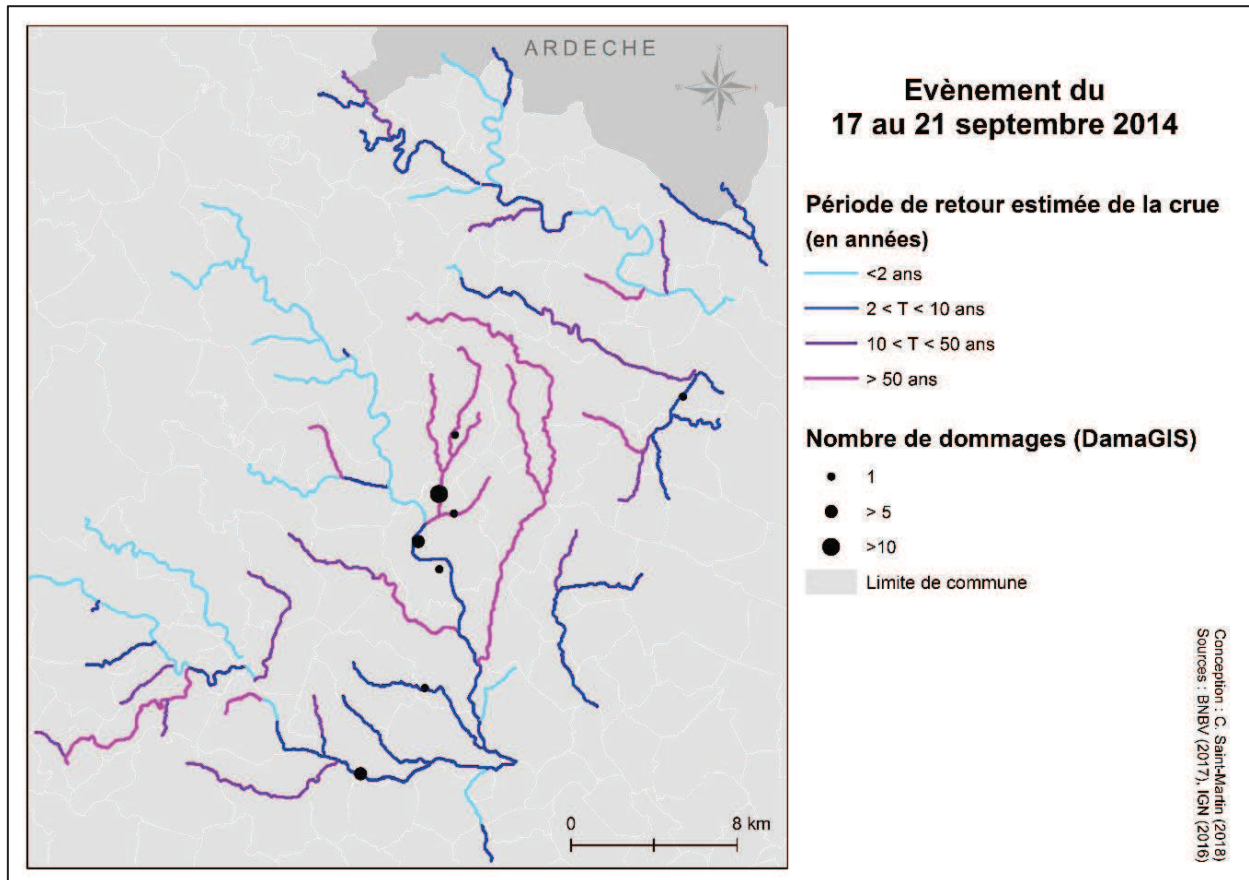 ARDECHE
Evènement du
17 au 21 septembre 2014
Période de retour estimée de la crue
(en années)
<2 ans
2 < T < 10 ans
10 < T < 50 ans
> 50 ans
Nombre de dommages (DamaGIS)
1
> 5
>10
Limite de commune
0 8 km
Conception : C. Saint-Martin (2018)
Sources : BNBV (2017), IGN (2016)